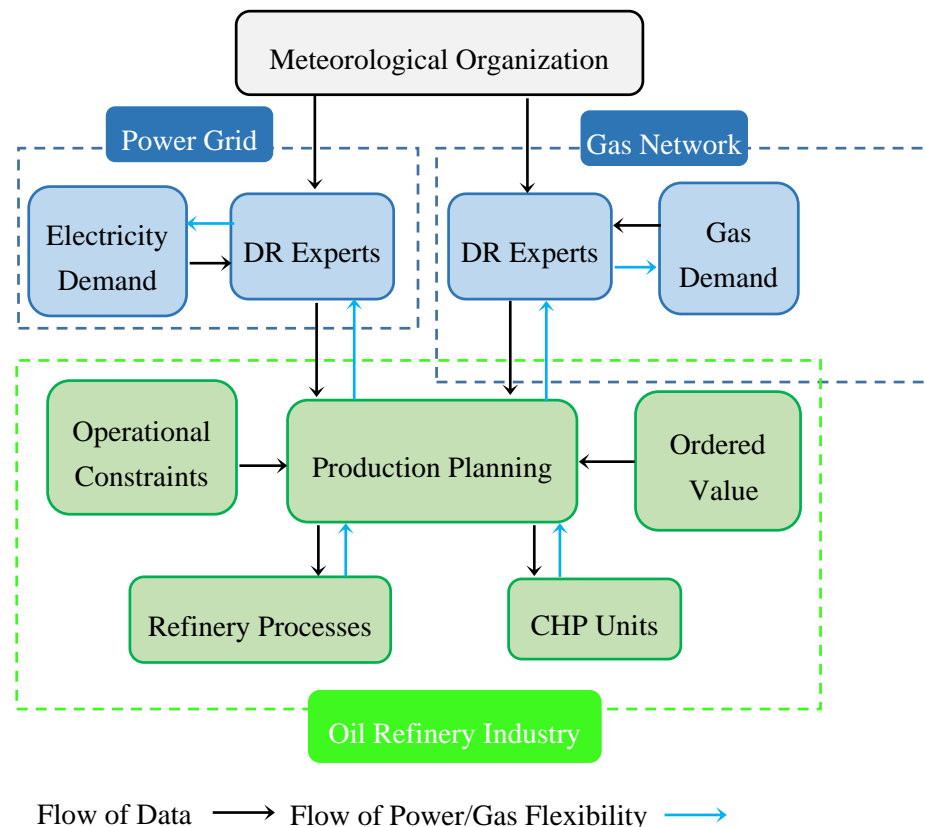 Meteorological Organization
Power Grid
Gas Network
Electricity
Demand
DR Experts
DR Experts
Gas
Demand
Operational
Constraints
Production Planning
Ordered
Value
Refinery Processes
CHP Units
Oil Refinery Industry
Flow of Data
Flow of Power/Gas Flexibility